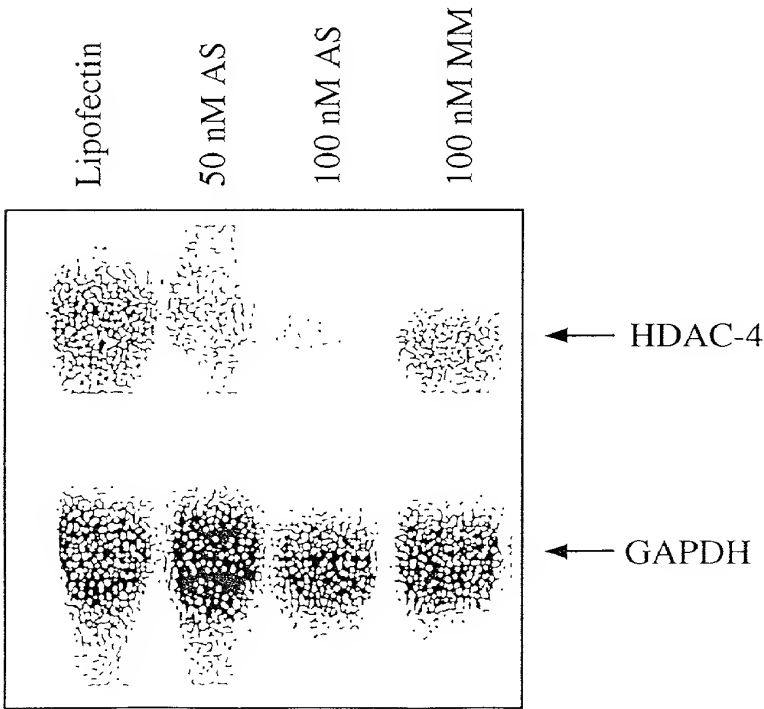 Lipofectin
50 nM AS
100 nM AS
100 nM MM
HDAC-4
GAPDH